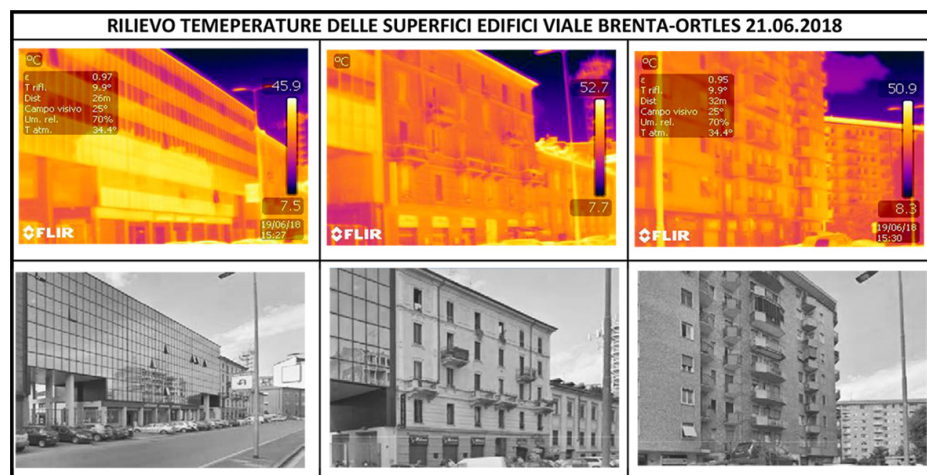 RILIEVO TEMEPERATURE DELLE SUPERFICI EDIFICI VIALE BRENTA-ORTLES 21.06.2018
°C
ε 0.97
T rifl. 9.9°
Dist 26m
Campo visivo 25°
Um. rel. 70%
T atm. 34.4°
45.9
7.5
19/06/18
15:27
FLIR
°C
52.7
7.7
FLIR
°C
ε 0.95
T rifl. 9.9°
Dist 32m
Campo visivo 25°
Um. rel. 70%
T atm. 34.4°
50.9
8.3
19/06/18
15:30
FLIR